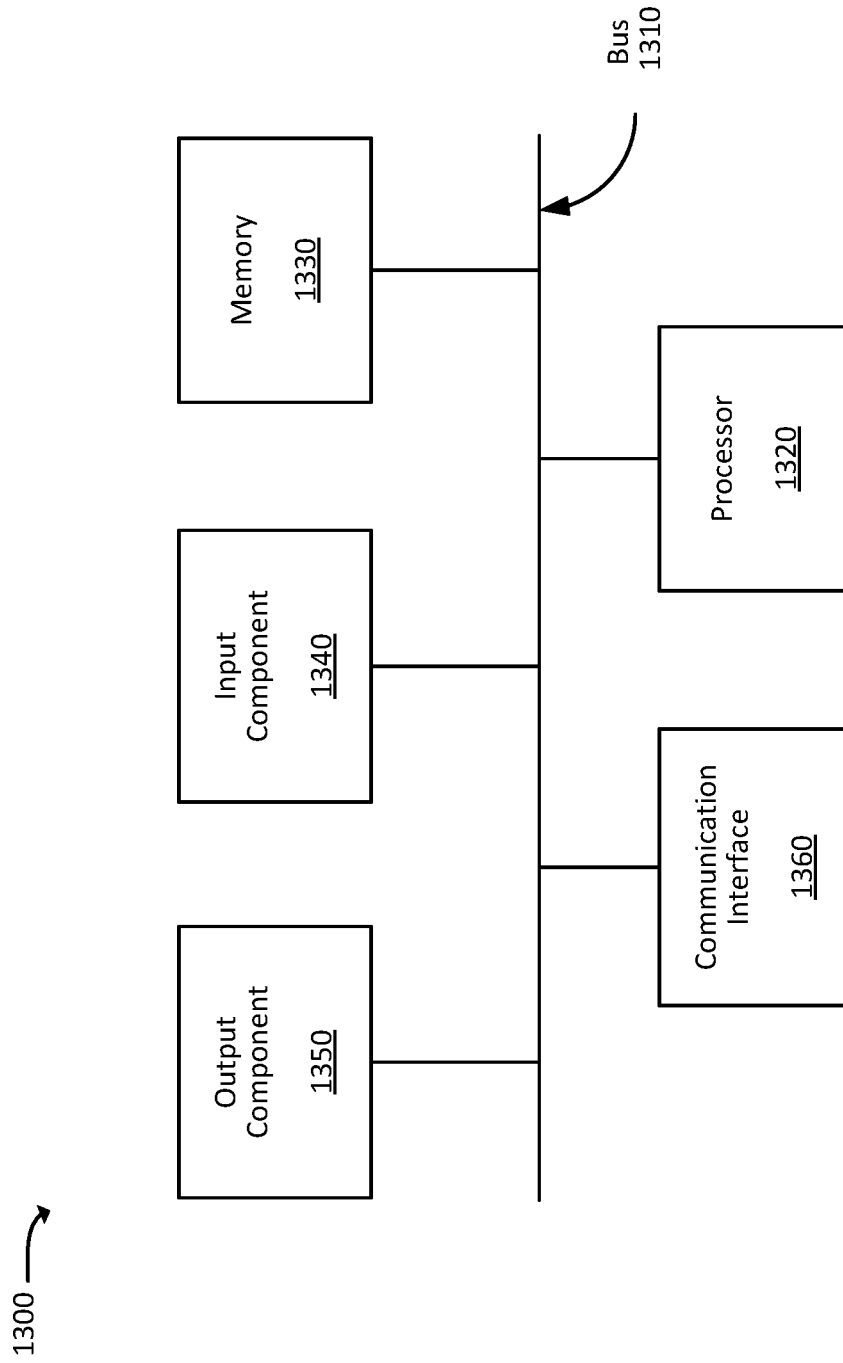 1300
Output
Component
1350
Input
Component
1340
Memory
1330
Communication
Interface
1360
Processor
1320
Bus
1310